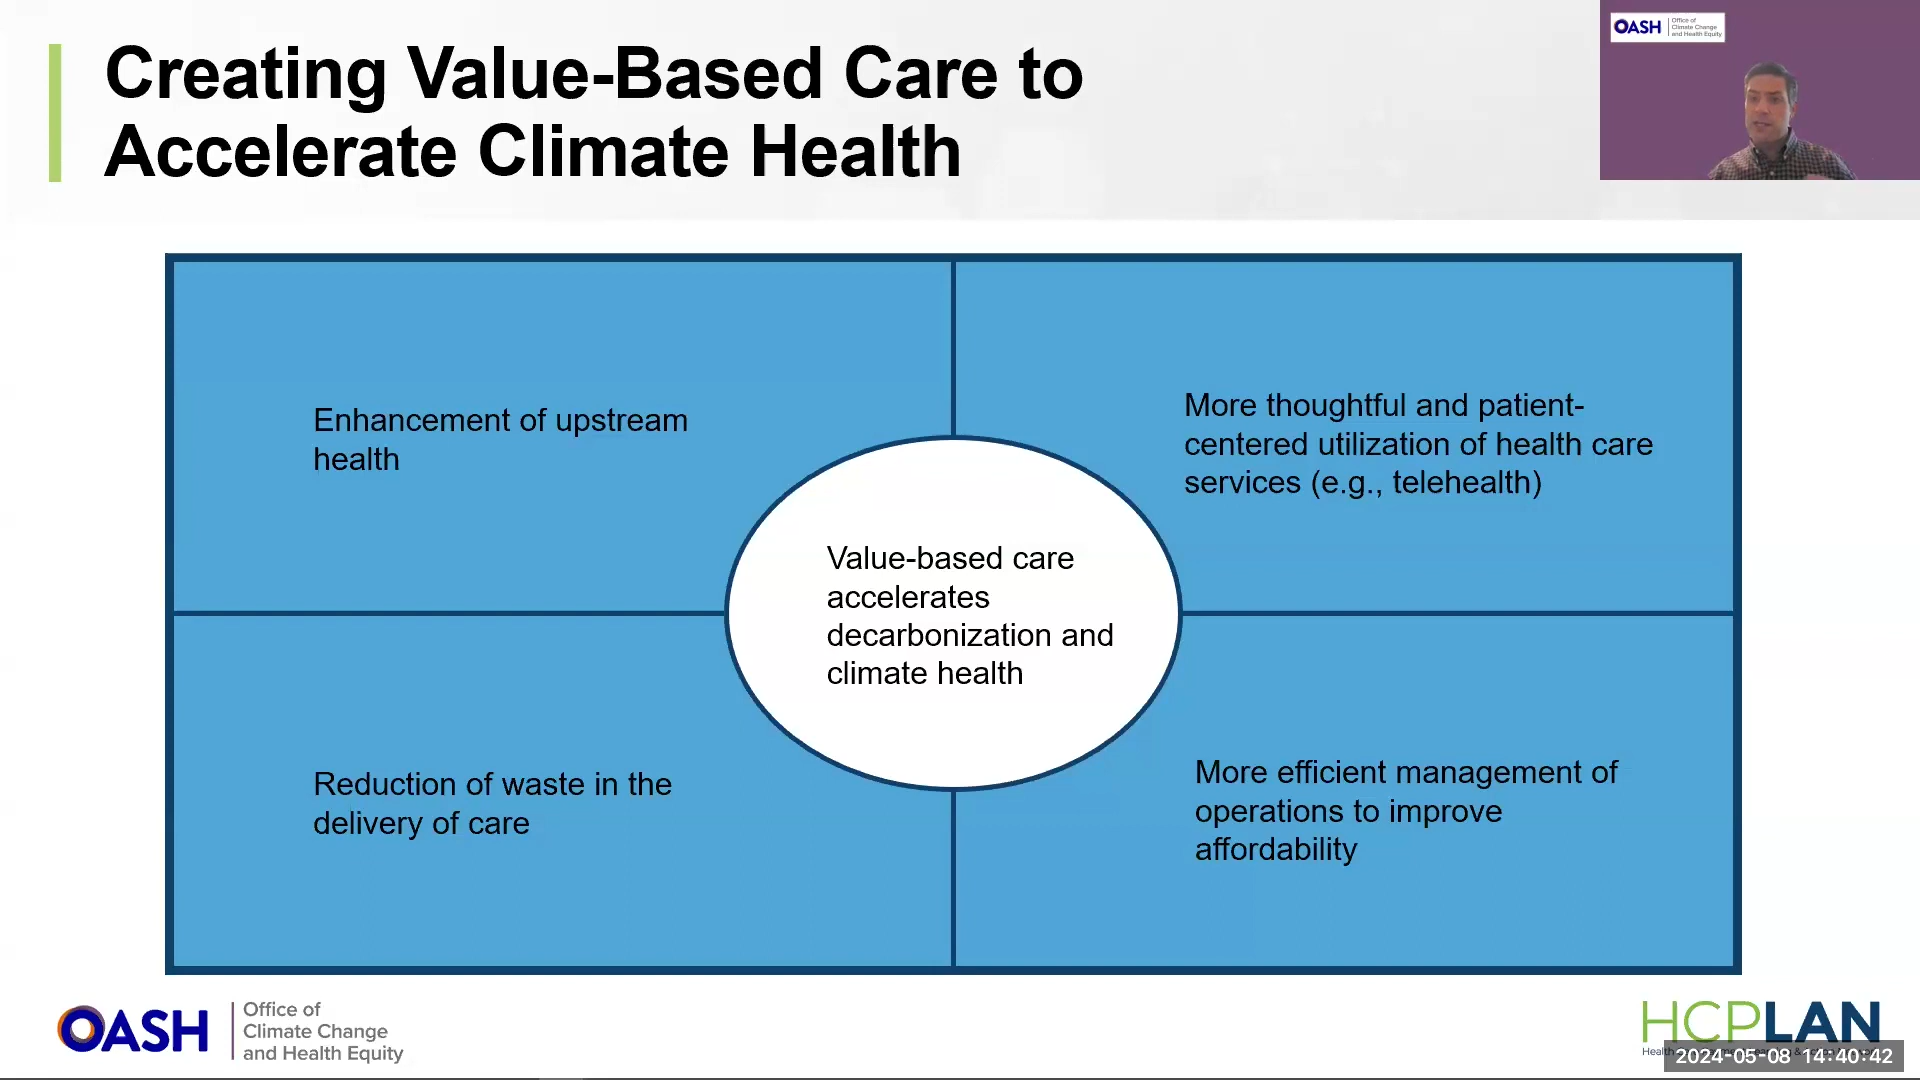 Creating Value-Based Care to
Accelerate Climate Health
OASH
Office of
Climate Change
and Health Equity
Enhancement of upstream
health
More thoughtful and patient-
centered utilization of health care
services (e.g., telehealth)
Value-based care
accelerates
decarbonization and
climate health
Reduction of waste in the
delivery of care
More efficient management of
operations to improve
affordability
OASH
Office of
Climate Change
and Health Equity
HCPLAN
2024-05-08 14:40:42